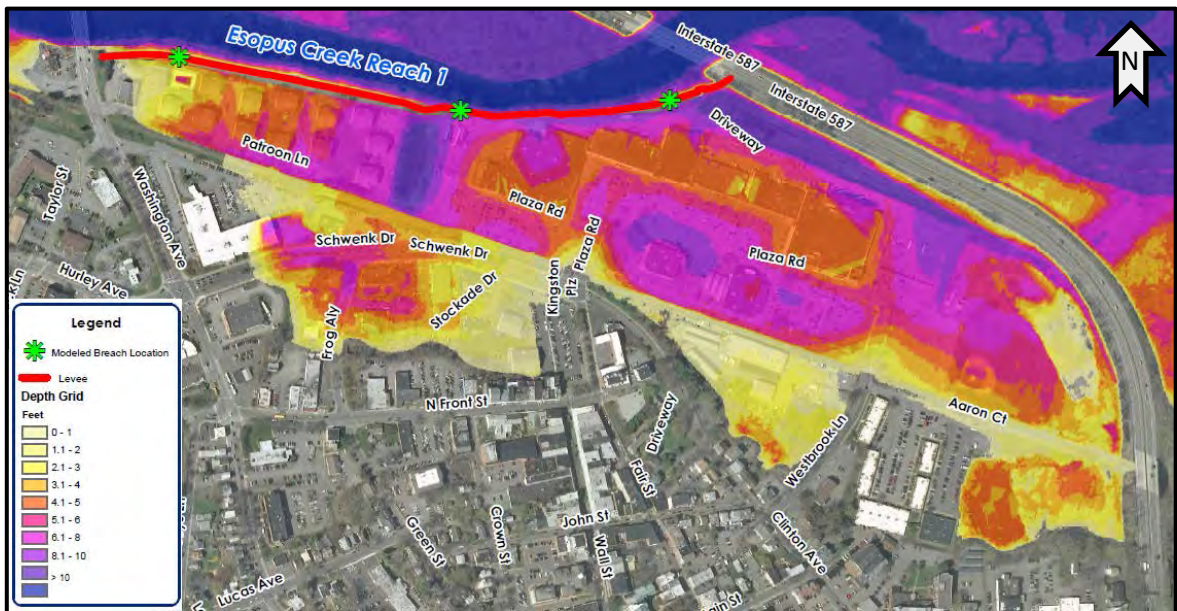 Esopus Creek Reach 1
Interstate 587
Interstate 587
N
Driveway
Taylor St
Washington Ave
Patroon Ln
Plaza Rd
Schwenk Dr
Schwenk Dr
Plaza Rd
Plaza Rd
Hurley Ave
Stockade Dr
Kingston
Plz
Frog Aly
N Front St
Aaron Ct
Driveway
Westbrook Ln
Fair St
Green St
Crown St
John St
Wall St
Clinton Ave
Lucas Ave
Legend
Modeled Breach Location
Levee
Depth Grid
Feet
0 - 1
1.1 - 2
2.1 - 3
3.1 - 4
4.1 - 5
5.1 - 6
6.1 - 8
8.1 - 10
> 10